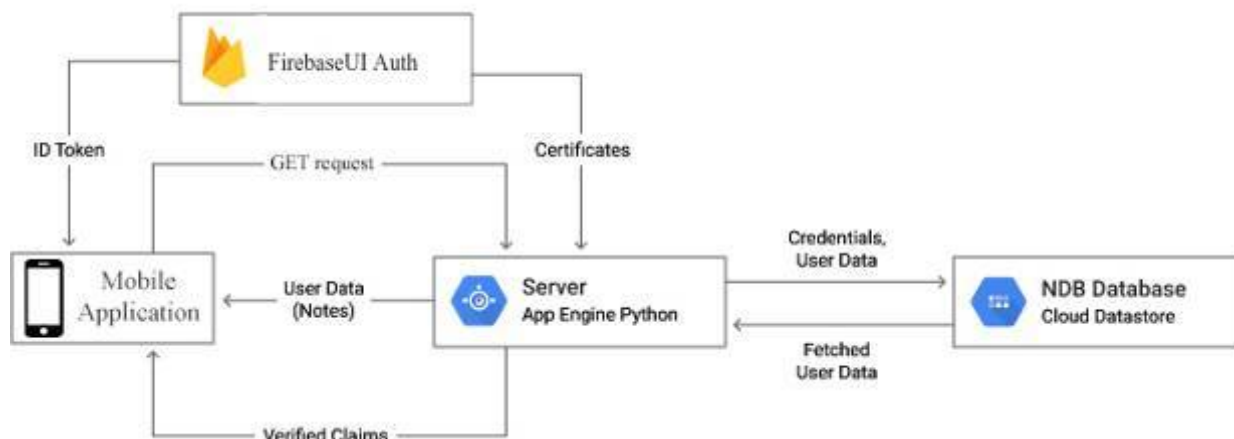 FirebaseUI Auth
ID Token
Certificates
GET request
Mobile
Application
User Data
(Notes)
Server
App Engine Python
Credentials,
User Data
NDB Database
Cloud Datastore
Fetched
User Data
Verified Claims